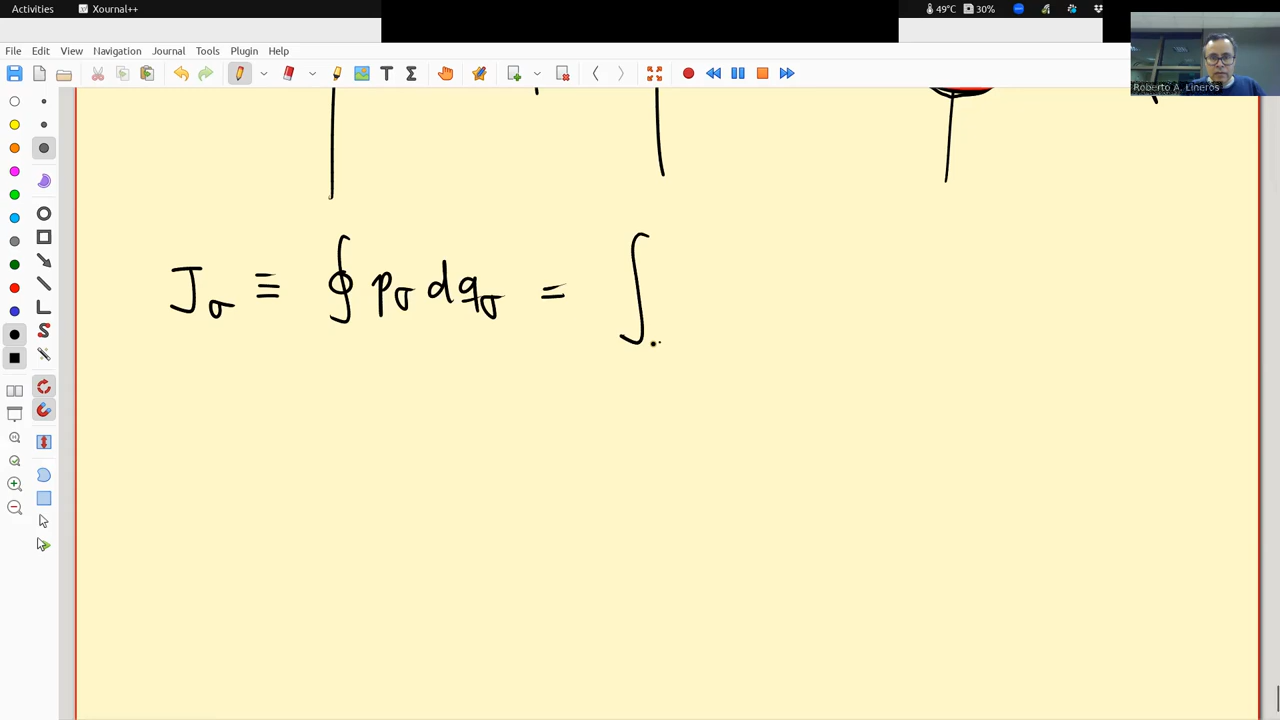 Activities Xournal++ 49°C 30%
File Edit View Navigation Journal Tools Plugin Help
Roberto A. Lineros
J_σ ≡ ∮ p_σ dq_σ = ∫